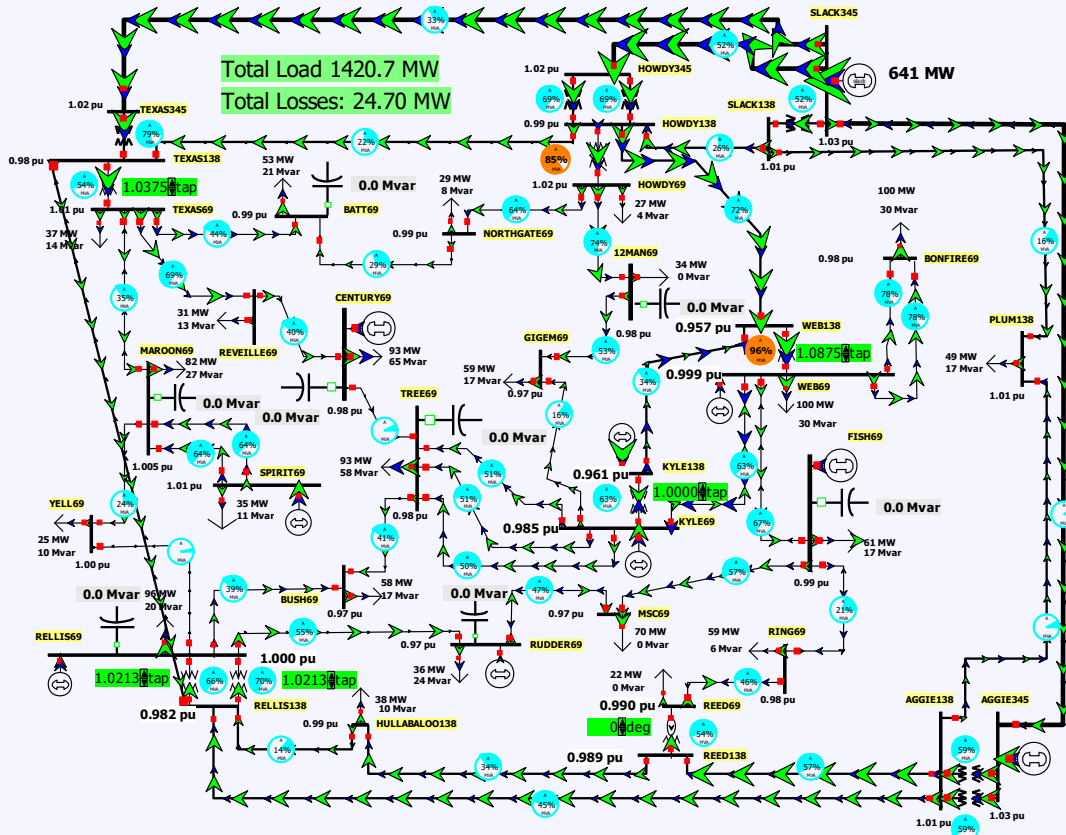 SLACK345
33%
52%
Total Load 1420.7 MW
Total Losses: 24.70 MW
641 MW
1.02 pu
HOWDY345
1.02 pu
TEXAS345
69%
69%
52%
SLACK138
0.99 pu
HOWDY138
1.03 pu
79%
22%
26%
0.98 pu
TEXAS138
85%
1.01 pu
54%
1.0375 tap
53 MW
21 Mvar
0.0 Mvar
29 MW
8 Mvar
1.02 pu
HOWDY69
72%
100 MW
30 Mvar
1.01 pu
TEXAS69
27 MW
4 Mvar
64%
0.99 pu
BATT69
37 MW
14 Mvar
44%
0.99 pu
NORTHGATE69
74%
12MAN69
16%
29%
0.98 pu
BONFIRE69
69%
34 MW
0 Mvar
35%
CENTURY69
78%
78%
31 MW
13 Mvar
0.0 Mvar
REVEILLE69
40%
0.98 pu
0.957 pu
WEB138
PLUM138
MAROON69
GIGEM69
53%
96%
1.0875 tap
82 MW
27 Mvar
93 MW
65 Mvar
59 MW
17 Mvar
0.97 pu
34%
0.999 pu
WEB69
49 MW
17 Mvar
1.01 pu
0.0 Mvar
0.0 Mvar
0.98 pu
TREE69
16%
100 MW
30 Mvar
0.0 Mvar
FISH69
64%
64%
93 MW
58 Mvar
51%
0.961 pu
KYLE138
63%
1.005 pu
1.01 pu
SPIRIT69
51%
63%
1.0000 tap
YELL69
24%
35 MW
11 Mvar
0.98 pu
0.985 pu
KYLE69
67%
0.0 Mvar
25 MW
10 Mvar
1.00 pu
41%
50%
61 MW
17 Mvar
0.99 pu
57%
0.0 Mvar
96 MW
20 Mvar
39%
BUSH69
58 MW
17 Mvar
0.97 pu
0.0 Mvar
47%
0.97 pu
MSC69
21%
RELLIS69
55%
0.97 pu
RUDDER69
70 MW
0 Mvar
59 MW
6 Mvar
RING69
1.000 pu
1.0213 tap
66%
70%
1.0213 tap
36 MW
24 Mvar
22 MW
0 Mvar
46%
0.98 pu
0.982 pu
RELLIS138
38 MW
10 Mvar
0.990 pu
REED69
AGGIE138
AGGIE345
0.99 pu
HULLABALOO138
0 deg
54%
14%
0.989 pu
REED138
59%
34%
57%
45%
1.01 pu
1.03 pu
59%